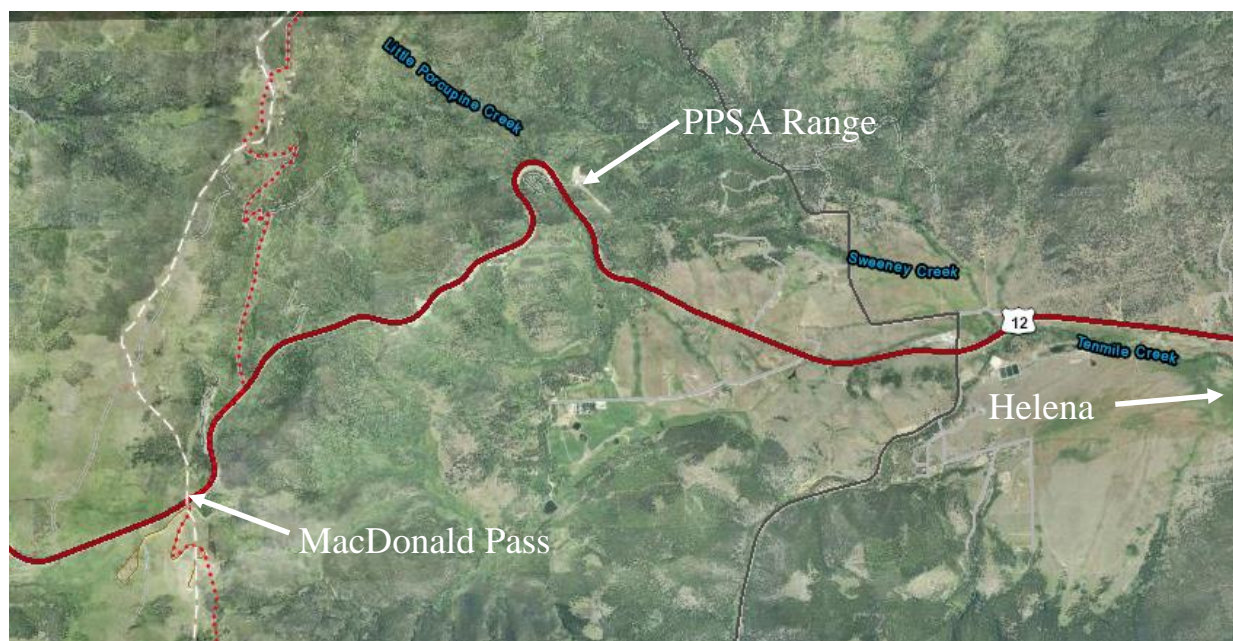 Little Porcupine Creek
PPSA Range
Sweeney Creek
12
Tenmile Creek
Helena
MacDonald Pass